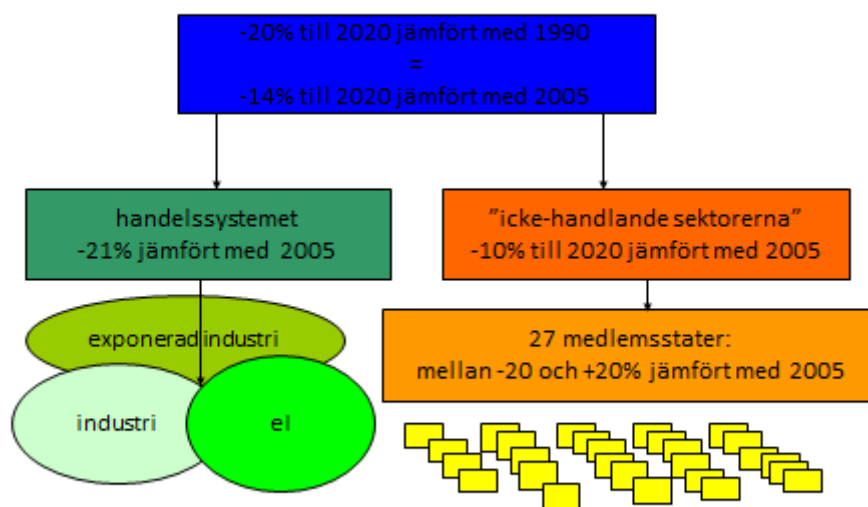 -20% till 2020 jämfört med 1990
=
-14% till 2020 jämfört med 2005
handelssystemet
-21% jämfört med 2005
"icke-handlande sektorerna"
-10% till 2020 jämfört med 2005
exponerad industri
industri
el
27 medlemsstater:
mellan -20 och +20% jämfört med 2005